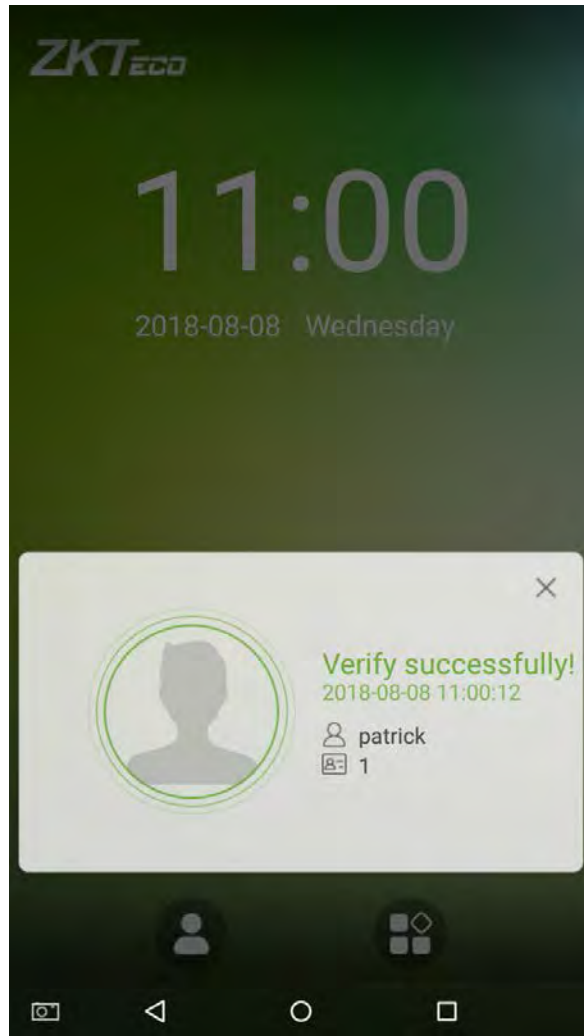 ZKTeco
11:00
2018-08-08 Wednesday
Verify successfully!
2018-08-08 11:00:12
patrick
1